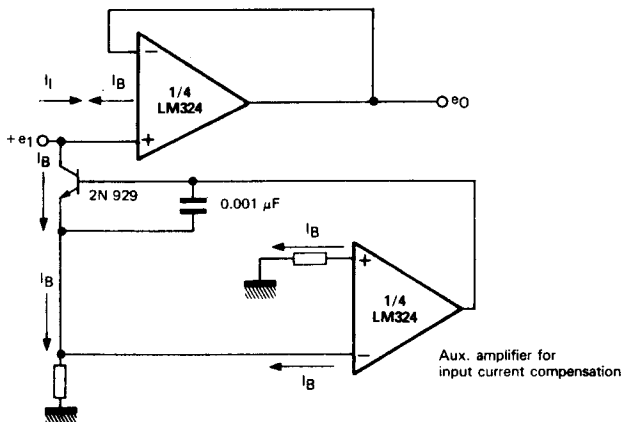 1/4
LM324
I_I
I_B
+e_1
e_O
I_B
2N 929
0.001 µF
I_B
I_B
1/4
LM324
I_B
Aux. amplifier for
input current compensation
−
+
+
−